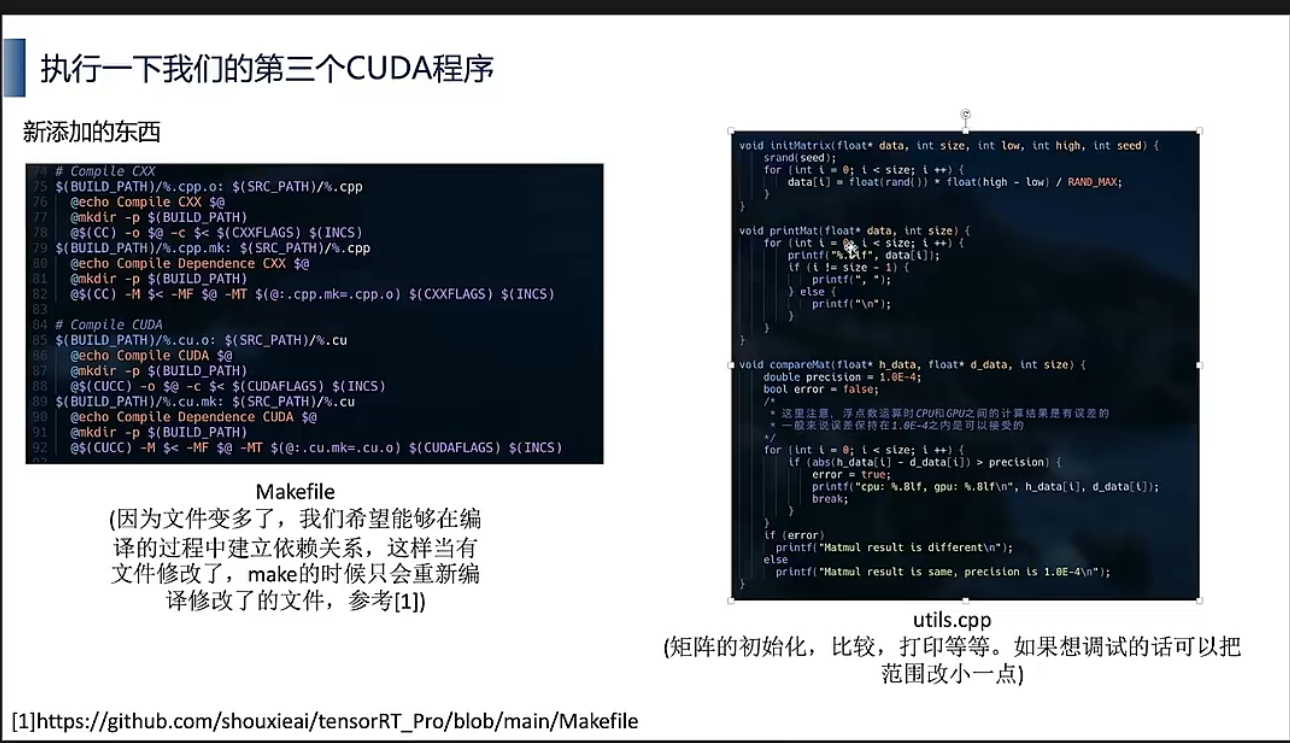 执行一下我们的第三个CUDA程序
新添加的东西
74 # Compile CXX
75 $(BUILD_PATH)/%.cpp.o: $(SRC_PATH)/%.cpp
76 @echo Compile CXX $@
77 @mkdir -p $(BUILD_PATH)
78 @$(CC) -o $@ -c $< $(CXXFLAGS) $(INCS)
79 $(BUILD_PATH)/%.cpp.mk: $(SRC_PATH)/%.cpp
80 @echo Compile Dependence CXX $@
81 @mkdir -p $(BUILD_PATH)
82 @$(CC) -M $< -MF $@ -MT $(@:.cpp.mk=.cpp.o) $(CXXFLAGS) $(INCS)
83
84 # Compile CUDA
85 $(BUILD_PATH)/%.cu.o: $(SRC_PATH)/%.cu
86 @echo Compile CUDA $@
87 @mkdir -p $(BUILD_PATH)
88 @$(CUCC) -o $@ -c $< $(CUDAFLAGS) $(INCS)
89 $(BUILD_PATH)/%.cu.mk: $(SRC_PATH)/%.cu
90 @echo Compile Dependence CUDA $@
91 @mkdir -p $(BUILD_PATH)
92 @$(CUCC) -M $< -MF $@ -MT $(@:.cu.mk=.cu.o) $(CUDAFLAGS) $(INCS)
Makefile
(因为文件变多了，我们希望能够在编
译的过程中建立依赖关系，这样当有
文件修改了，make的时候只会重新编
译修改了的文件，参考[1])
void initMatrix(float* data, int size, int low, int high, int seed) {
srand(seed);
for (int i = 0; i < size; i ++) {
data[i] = float(rand()) * float(high - low) / RAND_MAX;
}
}
void printMat(float* data, int size) {
for (int i = 0; i < size; i ++) {
printf(" data[i]);
if (i != size - 1) {
printf(", ");
} else {
printf("\n");
}
}
}
void compareMat(float* h_data, float* d_data, int size) {
double precision = 1.0E-4;
bool error = false;
/*
* 这里注意，浮点数运算时CPU和GPU之间的计算结果是有误差的
* 一般来说误差保持在1.0E-4之内是可以接受的
*/
for (int i = 0; i < size; i ++) {
if (abs(h_data[i] - d_data[i]) > precision) {
error = true;
printf("cpu: %.8lf, gpu: %.8lf\n", h_data[i], d_data[i]);
break;
}
}
if (error)
printf("Matmul result is different\n");
else
printf("Matmul result is same, precision is 1.0E-4\n");
}
utils.cpp
(矩阵的初始化，比较，打印等等。如果想调试的话可以把
范围改小一点)
[1]https://github.com/shouxieai/tensorRT_Pro/blob/main/Makefile